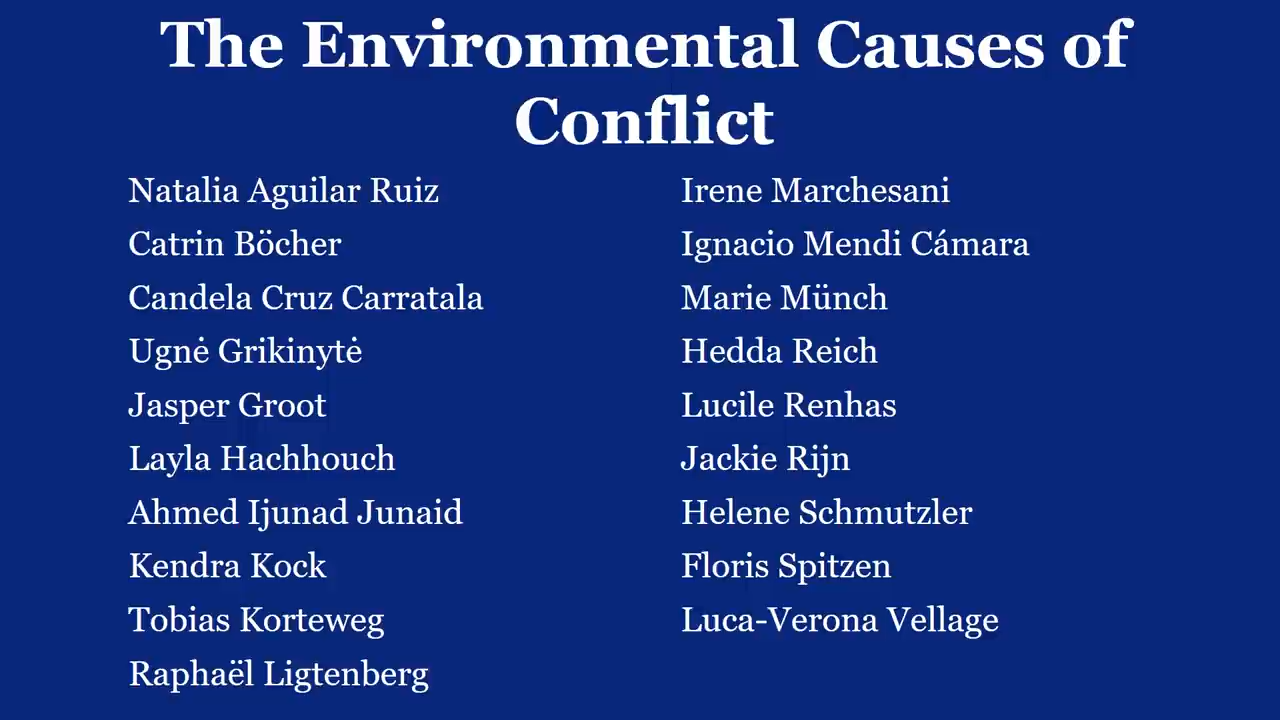 The Environmental Causes of
Conflict
Natalia Aguilar Ruiz
Catrin Böcher
Candela Cruz Carratala
Ugnė Grikinytė
Jasper Groot
Layla Hachhouch
Ahmed Ijunad Junaid
Kendra Kock
Tobias Korteweg
Raphaël Ligtenberg
Irene Marchesani
Ignacio Mendi Cámara
Marie Münch
Hedda Reich
Lucile Renhas
Jackie Rijn
Helene Schmutzler
Floris Spitzen
Luca-Verona Vellage